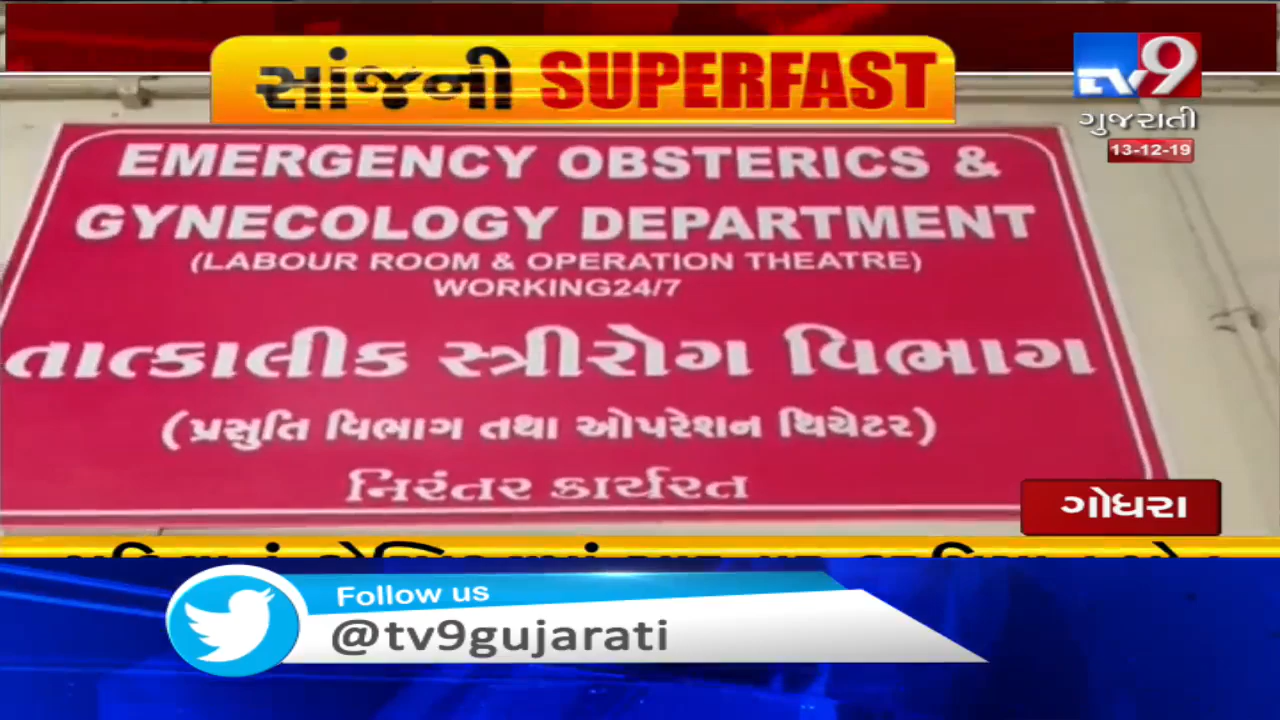 સાંજની SUPERFAST
TV9
ગુજરાતી
13-12-19
EMERGENCY OBSTERICS &
GYNECOLOGY DEPARTMENT
(LABOUR ROOM & OPERATION THEATRE)
WORKING24/7
તાત્કાલીક સ્ત્રીરોગ વિભાગ
(પ્રસુતિ વિભાગ તથા ઓપરેશન થિયેટર)
નિરંતર કાર્યરત
ગોધરા
Follow us
@tv9gujarati